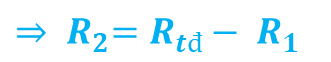 ⇒ R₂ = Rₜđ − R₁